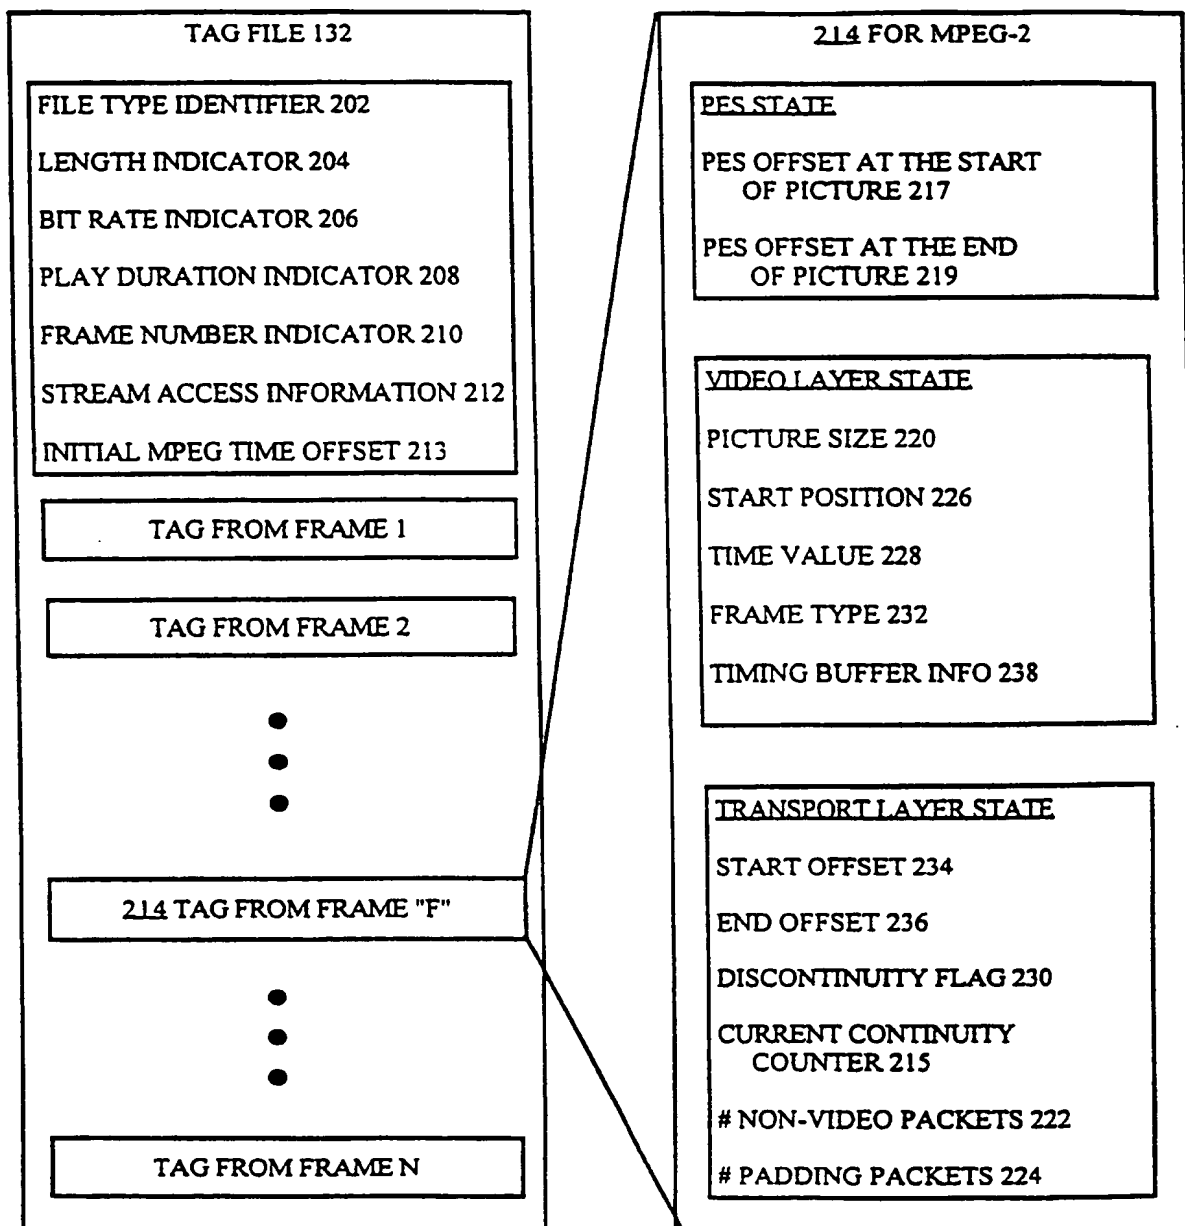 TAG FILE 132
FILE TYPE IDENTIFIER 202
LENGTH INDICATOR 204
BIT RATE INDICATOR 206
PLAY DURATION INDICATOR 208
FRAME NUMBER INDICATOR 210
STREAM ACCESS INFORMATION 212
INITIAL MPEG TIME OFFSET 213
TAG FROM FRAME 1
TAG FROM FRAME 2
214 TAG FROM FRAME "F"
TAG FROM FRAME N
214 FOR MPEG-2
PES STATE
PES OFFSET AT THE START
OF PICTURE 217
PES OFFSET AT THE END
OF PICTURE 219
VIDEO LAYER STATE
PICTURE SIZE 220
START POSITION 226
TIME VALUE 228
FRAME TYPE 232
TIMING BUFFER INFO 238
TRANSPORT LAYER STATE
START OFFSET 234
END OFFSET 236
DISCONTINUITY FLAG 230
CURRENT CONTINUITY
COUNTER 215
# NON-VIDEO PACKETS 222
# PADDING PACKETS 224